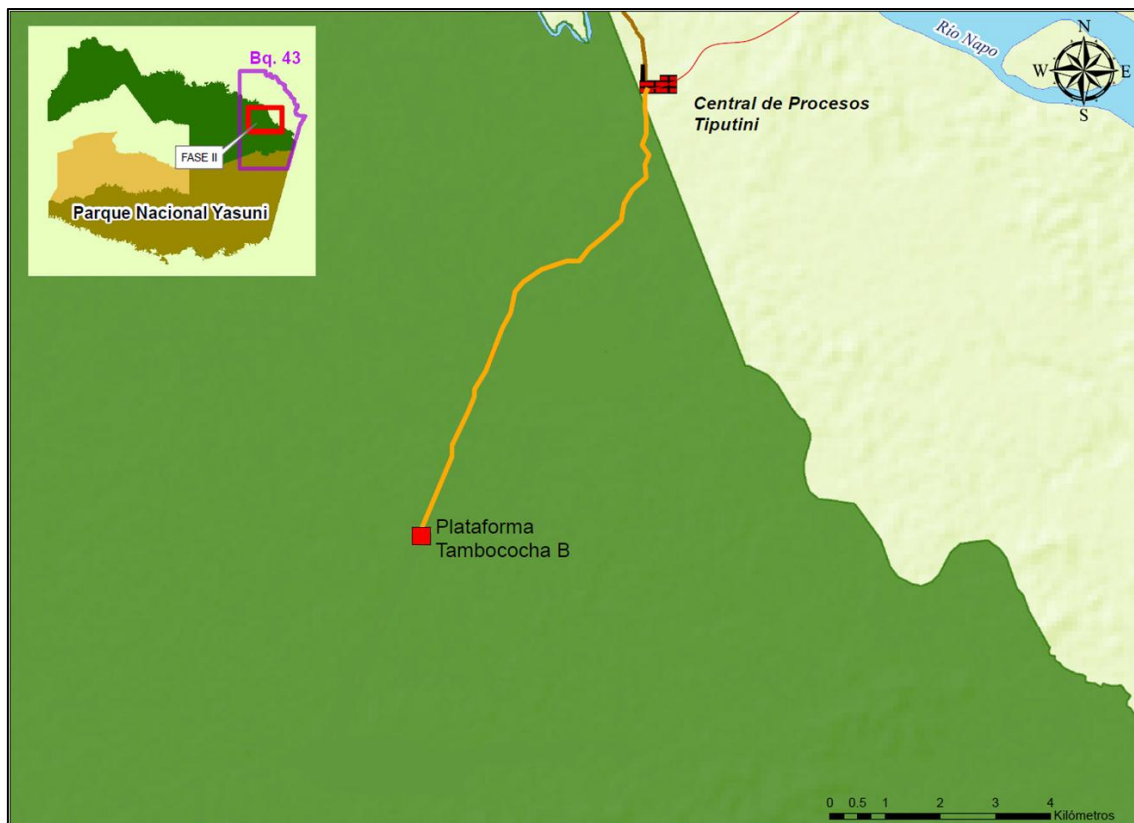 Bq. 43
FASE II
Parque Nacional Yasuni
Río Napo
N
W
E
S
Central de Procesos
Tiputini
Plataforma
Tambococha B
0 0.5 1 2 3 4
Kilómetros